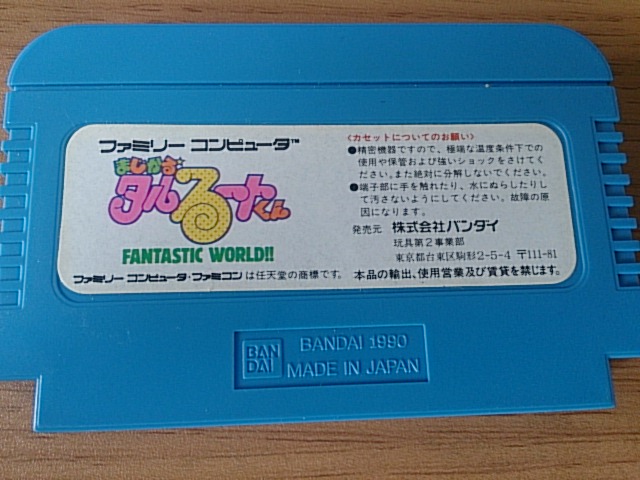 ファミリー コンピュータ™
まじかる
タルるートくん
FANTASTIC WORLD!!
ファミリー コンピュータ・ファミコンは任天堂の商標です。
〈カセットについてのお願い〉
●精密機器ですので、極端な温度条件下での
使用や保管および強いショックをさけてく
ださい。また絶対に分解しないでください。
●端子部に手を触れたり、水にぬらしたりし
て汚さないようにしてください。故障の原
因になります。
発売元 株式会社バンダイ
玩具第2事業部
東京都台東区駒形2-5-4 〒111-81
本品の輸出、使用営業及び賃貸を禁じます。
BAN
DAI
BANDAI 1990
MADE IN JAPAN